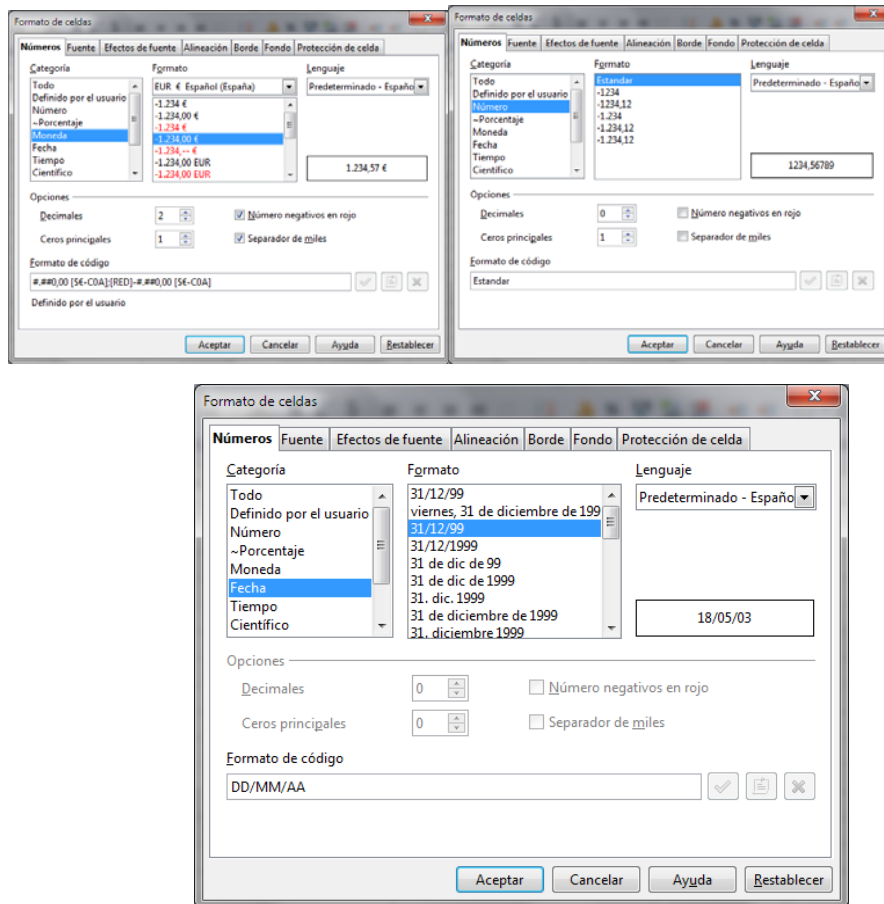 Formato de celdas
Números Fuente Efectos de fuente Alineación Borde Fondo Protección de celda
Categoría Formato Lenguaje
Todo
Definido por el usuario
Número
~Porcentaje
Moneda
Fecha
Tiempo
Científico
EUR € Español (España)
-1.234 €
-1.234,00 €
-1.234 €
-1.234,00 €
-1.234,-- €
-1.234,00 EUR
-1.234,00 EUR
Predeterminado - Españo
1.234,57 €
Opciones
Decimales 2 Número negativos en rojo
Ceros principales 1 Separador de miles
Formato de código
#.##0,00 [$€-C0A];[RED]-#.##0,00 [$€-C0A]
Definido por el usuario
Aceptar Cancelar Ayuda Restablecer
Formato de celdas
Números Fuente Efectos de fuente Alineación Borde Fondo Protección de celda
Categoría Formato Lenguaje
Todo
Definido por el usuario
Número
~Porcentaje
Moneda
Fecha
Tiempo
Científico
Estandar
-1234
-1234,12
-1.234
-1.234,12
-1.234,12
Predeterminado - Españo
1234,56789
Opciones
Decimales 0 Número negativos en rojo
Ceros principales 1 Separador de miles
Formato de código
Estandar
Aceptar Cancelar Ayuda Restablecer
Formato de celdas
Números Fuente Efectos de fuente Alineación Borde Fondo Protección de celda
Categoría Formato Lenguaje
Todo
Definido por el usuario
Número
~Porcentaje
Moneda
Fecha
Tiempo
Científico
31/12/99
viernes, 31 de diciembre de 199
31/12/99
31/12/1999
31 de dic de 99
31 de dic de 1999
31. dic. 1999
31 de diciembre de 1999
31. diciembre 1999
Predeterminado - Españo
18/05/03
Opciones
Decimales 0 Número negativos en rojo
Ceros principales 0 Separador de miles
Formato de código
DD/MM/AA
Aceptar Cancelar Ayuda Restablecer